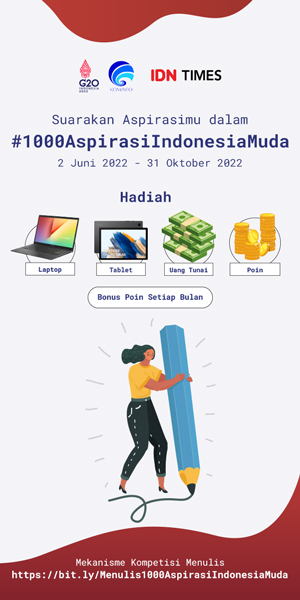 G20
INDONESIA
2022
KOMINFO
IDN TIMES
Suarakan Aspirasimu dalam
#1000AspirasiIndonesiaMuda
2 Juni 2022 - 31 Oktober 2022
Hadiah
Laptop
Tablet
Uang Tunai
Poin
Bonus Poin Setiap Bulan
Mekanisme Kompetisi Menulis
https://bit.ly/Menulis1000AspirasiIndonesiaMuda